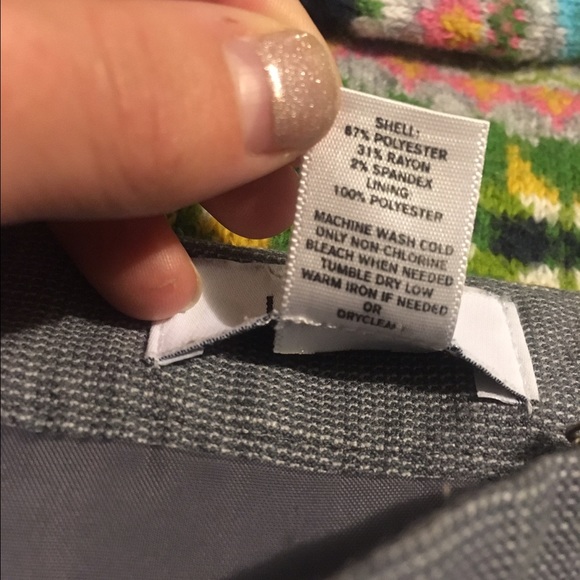 SHELL:
67% POLYESTER
31% RAYON
2% SPANDEX
LINING:
100% POLYESTER
MACHINE WASH COLD
ONLY NON-CHLORINE
BLEACH WHEN NEEDED
TUMBLE DRY LOW
WARM IRON IF NEEDED
OR